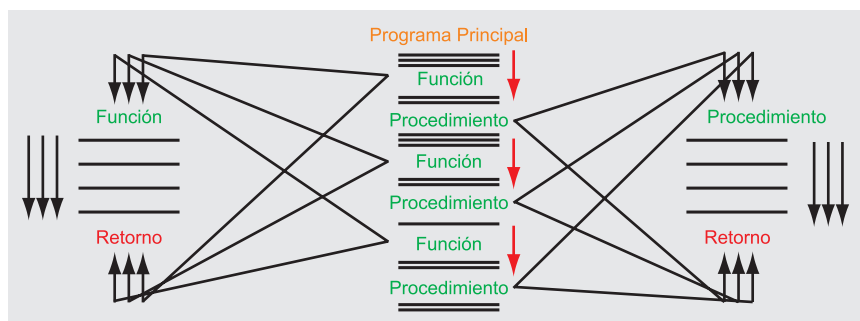 Programa Principal
Función
Procedimiento
Función
Procedimiento
Función
Procedimiento
Función
Retorno
Procedimiento
Retorno